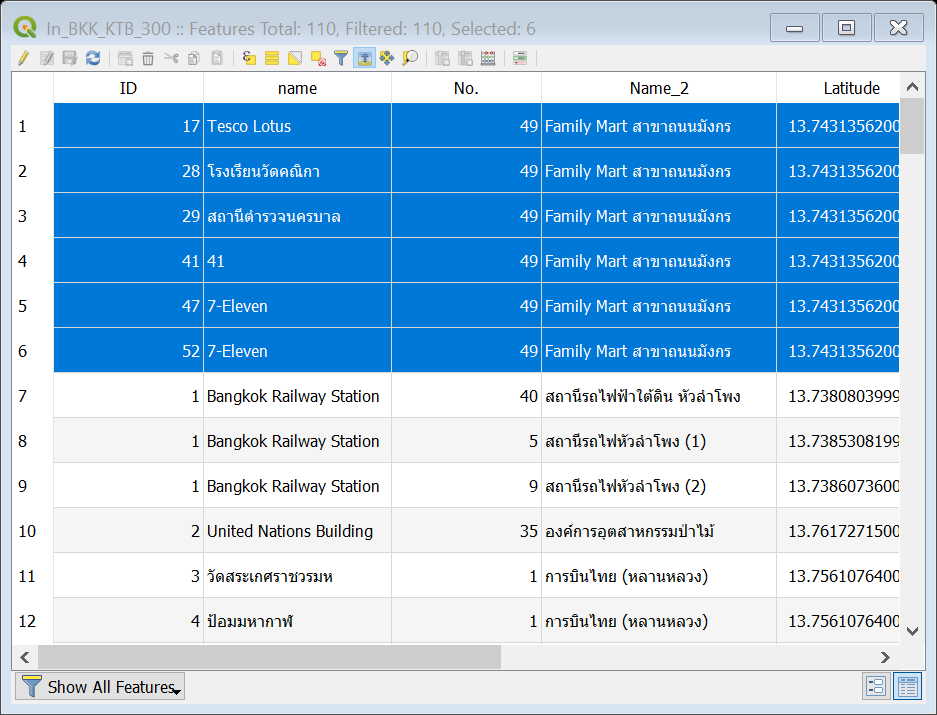 In_BKK_KTB_300 :: Features Total: 110, Filtered: 110, Selected: 6
ID name No. Name_2 Latitude
1 17 Tesco Lotus 49 Family Mart สาขาถนนมังกร 13.7431356200
2 28 โรงเรียนวัดคณิกา 49 Family Mart สาขาถนนมังกร 13.7431356200
3 29 สถานีตำรวจนครบาล 49 Family Mart สาขาถนนมังกร 13.7431356200
4 41 41 49 Family Mart สาขาถนนมังกร 13.7431356200
5 47 7-Eleven 49 Family Mart สาขาถนนมังกร 13.7431356200
6 52 7-Eleven 49 Family Mart สาขาถนนมังกร 13.7431356200
7 1 Bangkok Railway Station 40 สถานีรถไฟฟ้าใต้ดิน หัวลำโพง 13.7380803999
8 1 Bangkok Railway Station 5 สถานีรถไฟหัวลำโพง (1) 13.7385308199
9 1 Bangkok Railway Station 9 สถานีรถไฟหัวลำโพง (2) 13.7386073600
10 2 United Nations Building 35 องค์การอุตสาหกรรมป่าไม้ 13.7617271500
11 3 วัดสระเกศราชวรมห 1 การบินไทย (หลานหลวง) 13.7561076400
12 4 ป้อมมหากาฬ 1 การบินไทย (หลานหลวง) 13.7561076400
Show All Features